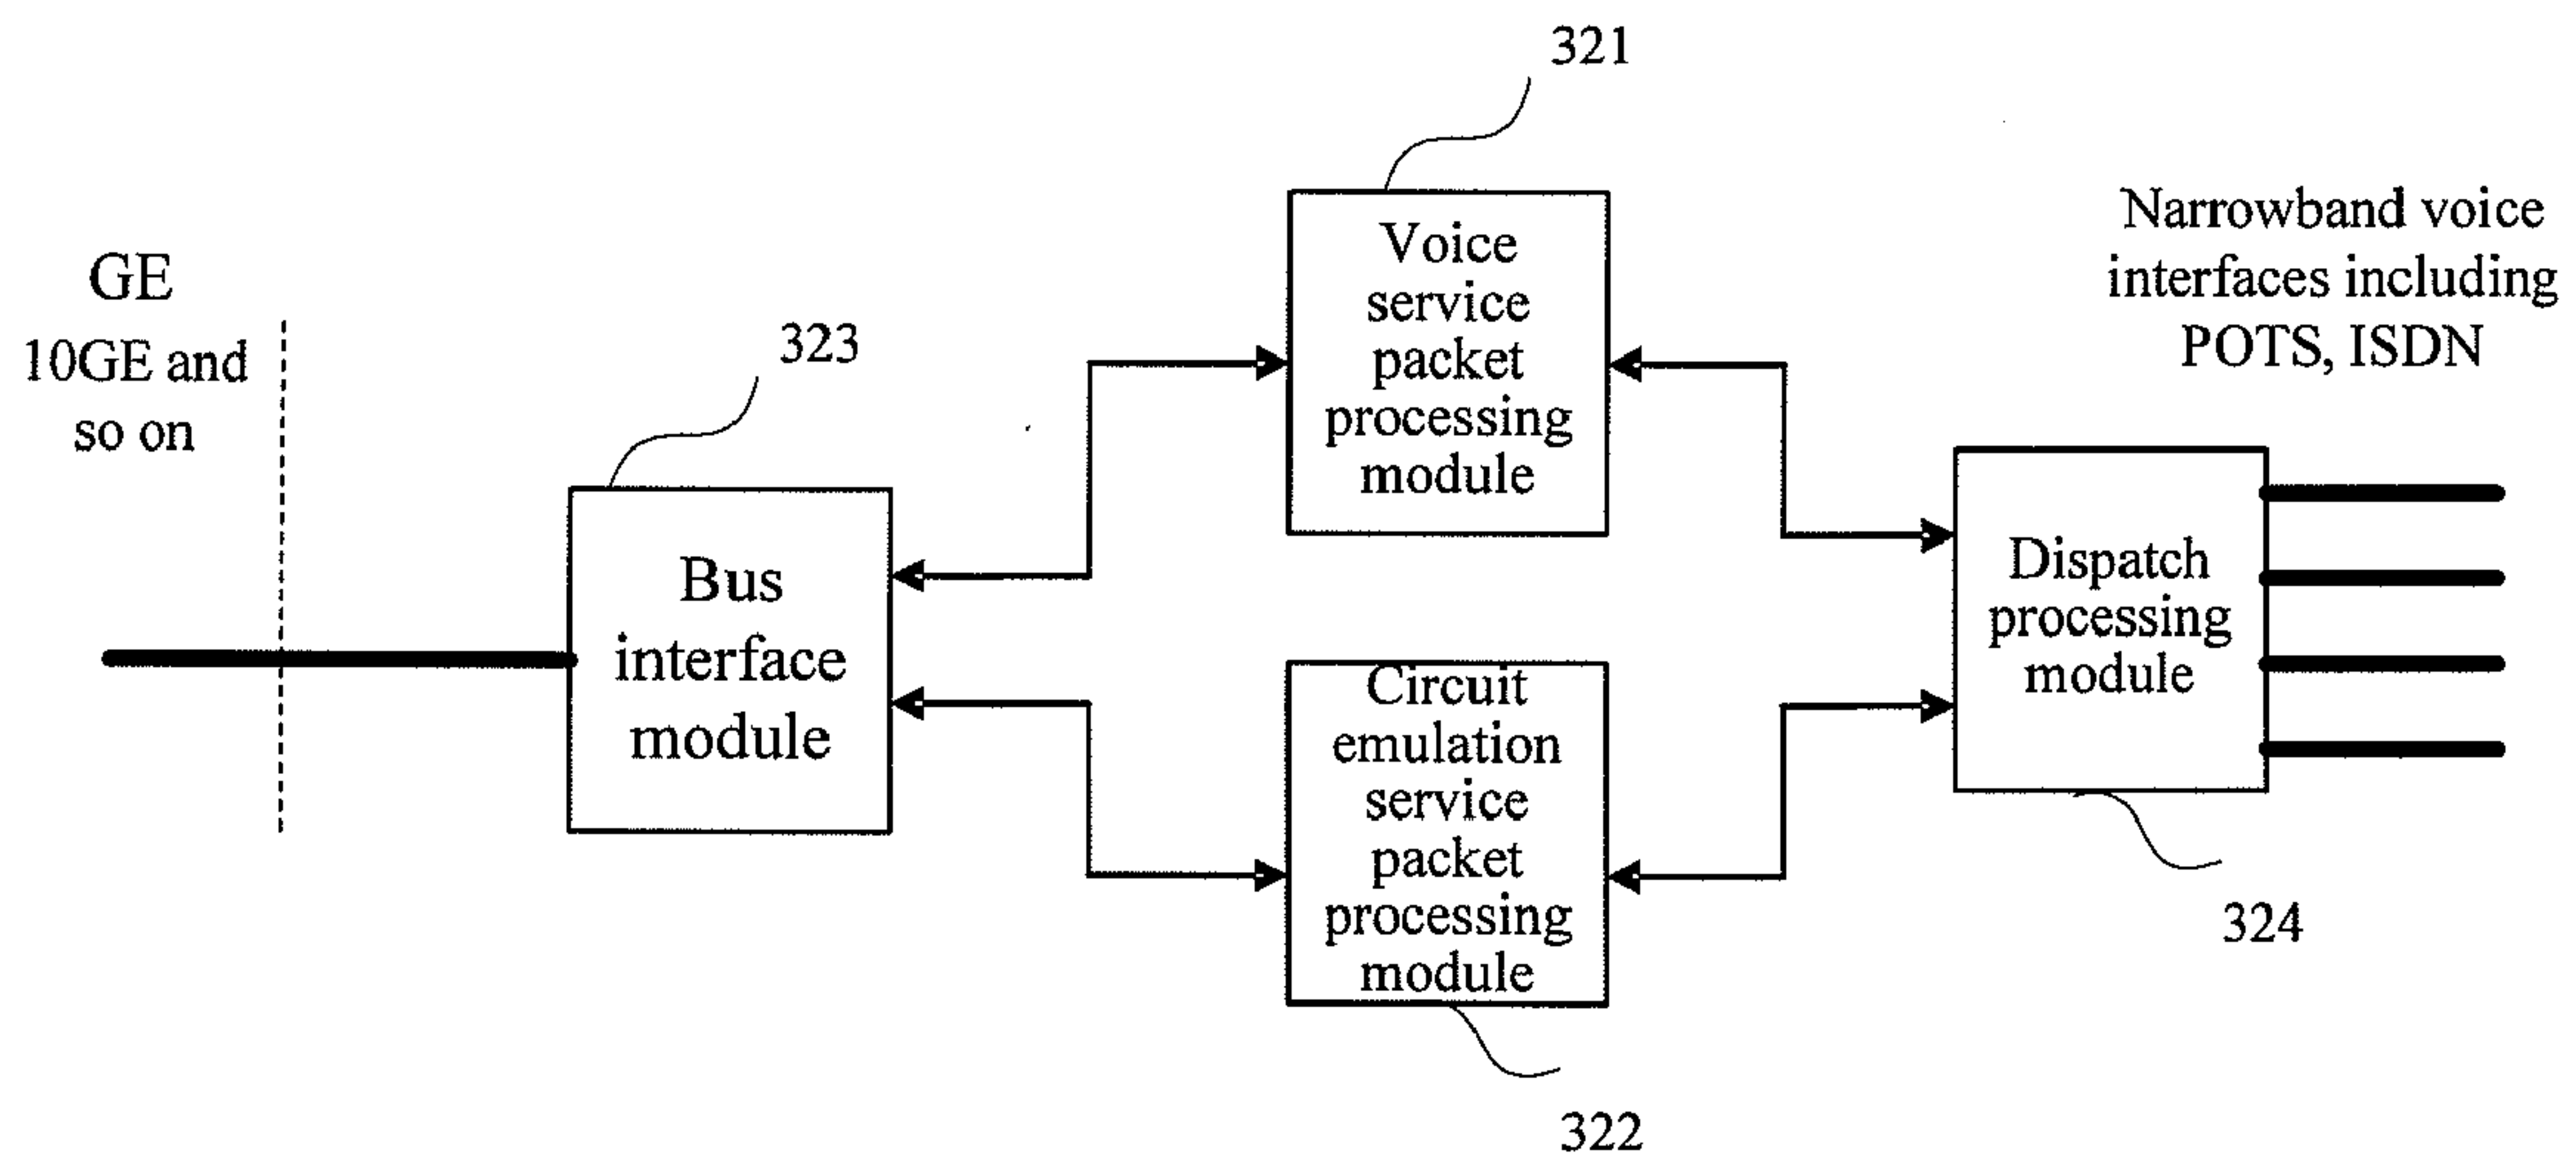 321
Narrowband voice
interfaces including
POTS, ISDN
GE
10GE and
so on
323
Voice
service
packet
processing
module
Bus
interface
module
Dispatch
processing
module
Circuit
emulation
service
packet
processing
module
324
322